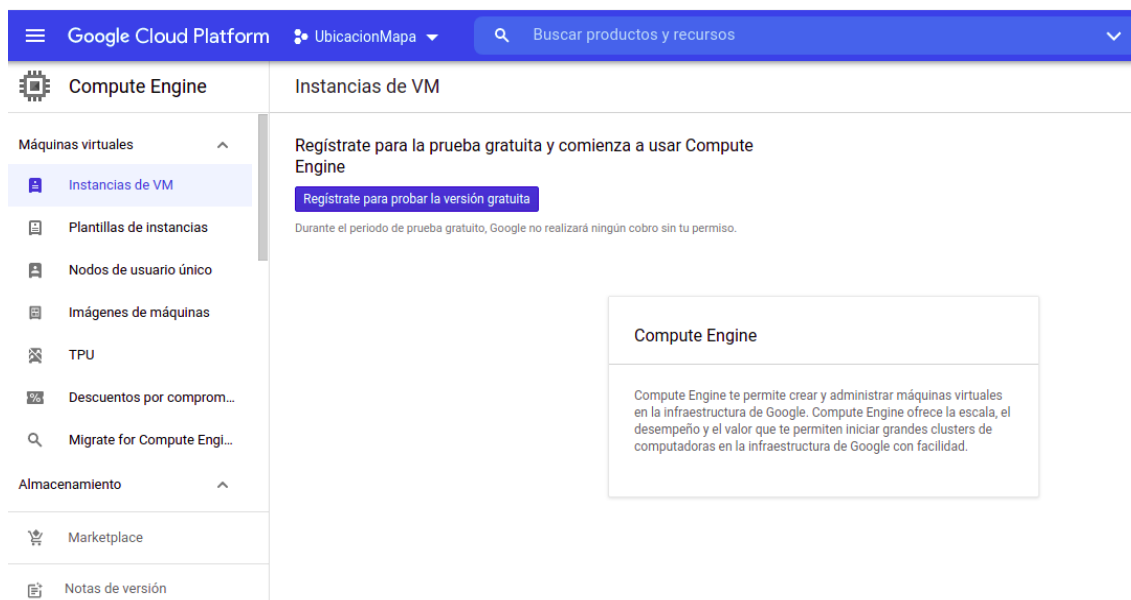 Google Cloud Platform
UbicacionMapa
Buscar productos y recursos
Compute Engine
Instancias de VM
Máquinas virtuales
Instancias de VM
Plantillas de instancias
Nodos de usuario único
Imágenes de máquinas
TPU
Descuentos por comprom...
Migrate for Compute Engi...
Almacenamiento
Marketplace
Notas de versión
Regístrate para la prueba gratuita y comienza a usar Compute
Engine
Regístrate para probar la versión gratuita
Durante el periodo de prueba gratuito, Google no realizará ningún cobro sin tu permiso.
Compute Engine
Compute Engine te permite crear y administrar máquinas virtuales
en la infraestructura de Google. Compute Engine ofrece la escala, el
desempeño y el valor que te permiten iniciar grandes clusters de
computadoras en la infraestructura de Google con facilidad.